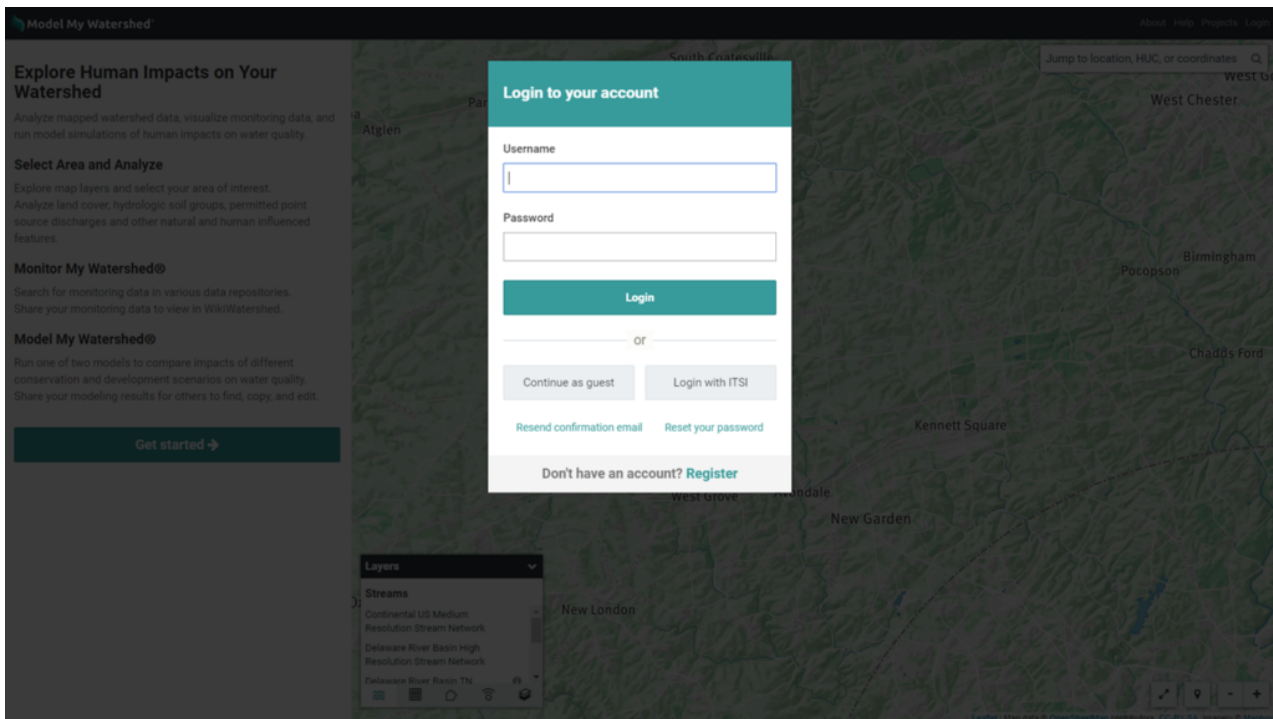 Model My Watershed®
About Help Projects Login
Explore Human Impacts on Your
Watershed
Analyze mapped watershed data, visualize monitoring data, and
run model simulations of human impacts on water quality.
Select Area and Analyze
Explore map layers and select your area of interest.
Analyze land cover, hydrologic soil groups, permitted point
source discharges and other natural and human influenced
features.
Monitor My Watershed®
Search for monitoring data in various data repositories.
Share your monitoring data to view in WikiWatershed.
Model My Watershed®
Run one of two models to compare impacts of different
conservation and development scenarios on water quality.
Share your modeling results for others to find, copy, and edit.
Get started →
Login to your account
Username
Password
Login
or
Continue as guest
Login with ITSI
Resend confirmation email
Reset your password
Don't have an account? Register
Jump to location, HUC, or coordinates
South Coatesville
West Chester
Atglen
Birmingham
Pocopson
Chadds Ford
Kennett Square
West Grove
New Garden
New London
Layers
Streams
Continental US Medium
Resolution Stream Network
Delaware River Basin High
Resolution Stream Network
Delaware River Basin TN